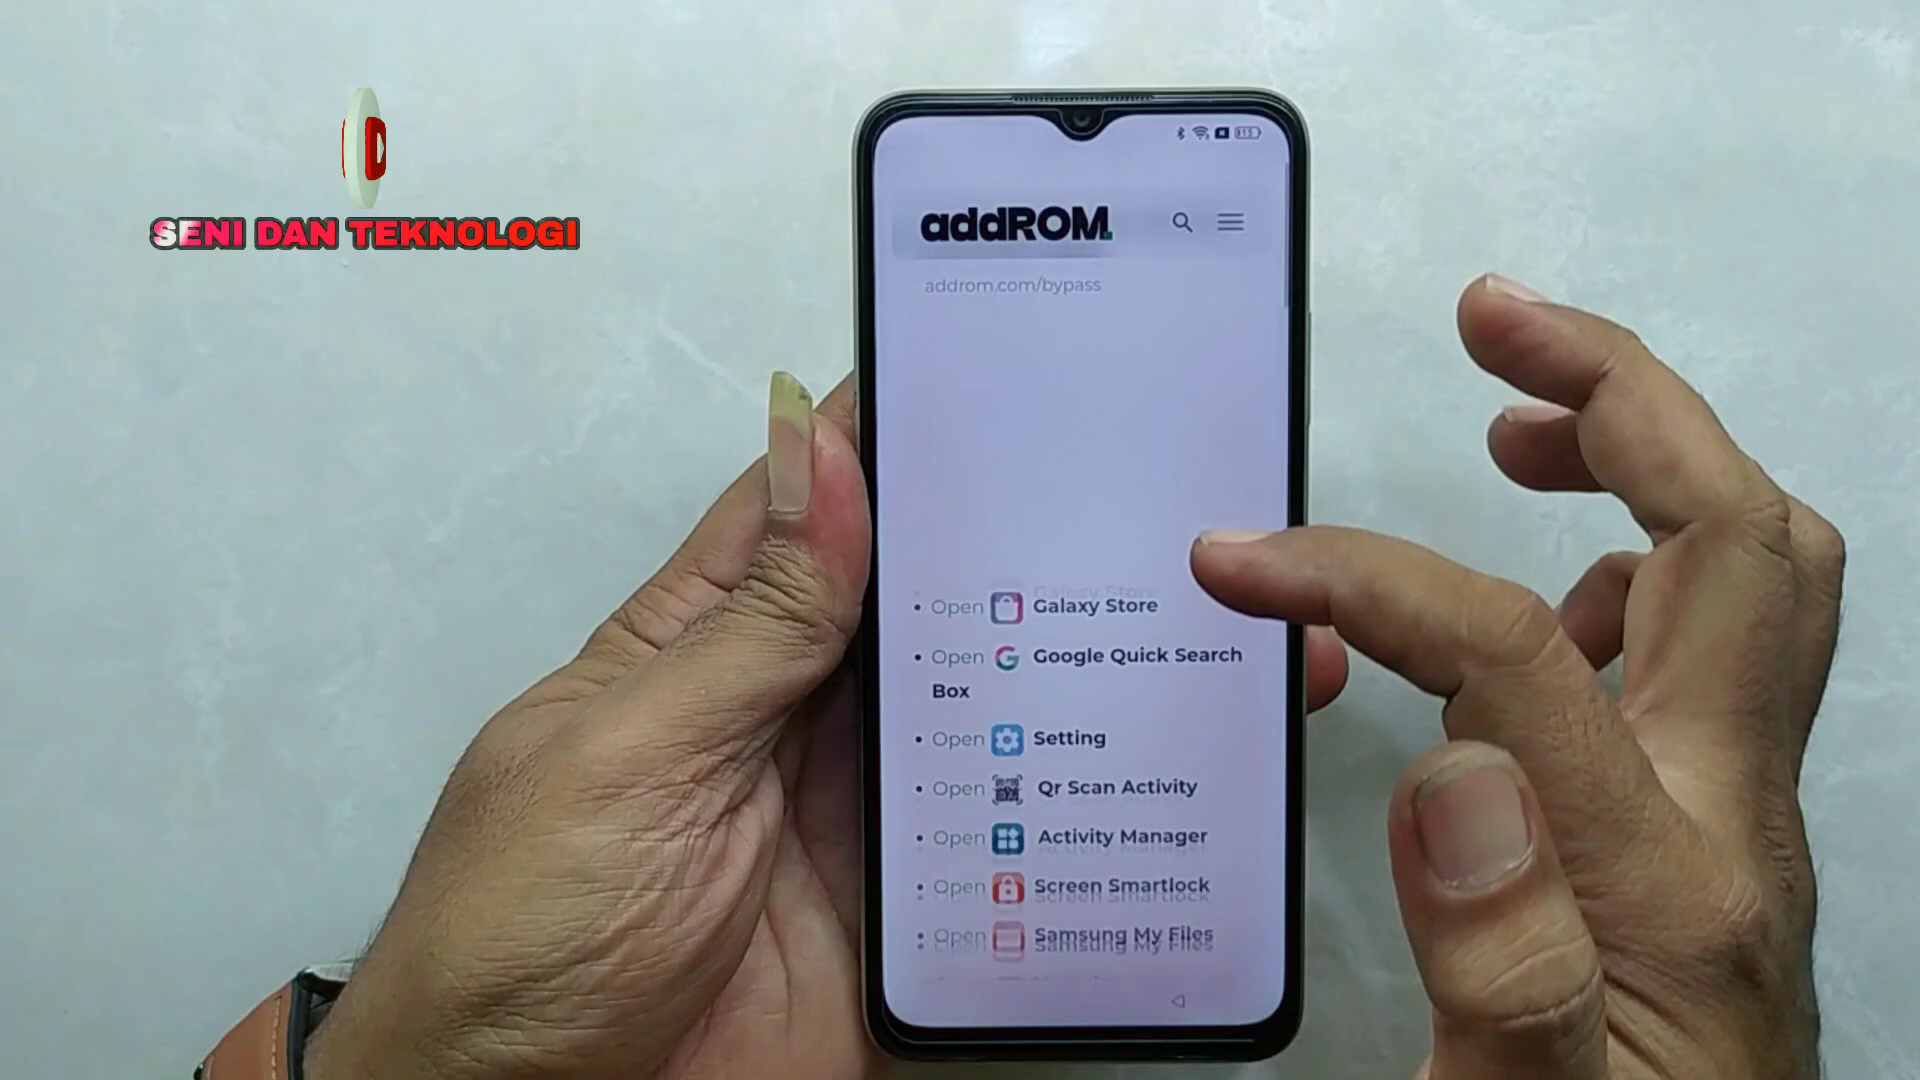 SENI DAN TEKNOLOGI
addROM.
addrom.com/bypass
Open Galaxy Store
Open Google Quick Search
Box
Open Setting
Open Qr Scan Activity
Open Activity Manager
Open Screen Smartlock
Open Samsung My Files